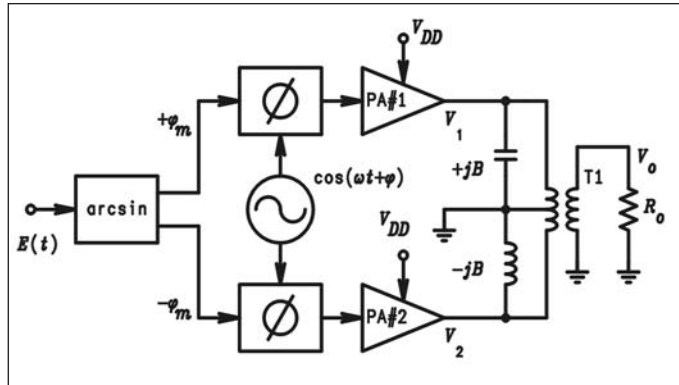 V_DD
PA#1
V_1
+φ_m
cos(ωt+φ)
+jB
T1
V_o
R_o
arcsin
E(t)
V_DD
-jB
-φ_m
PA#2
V_2